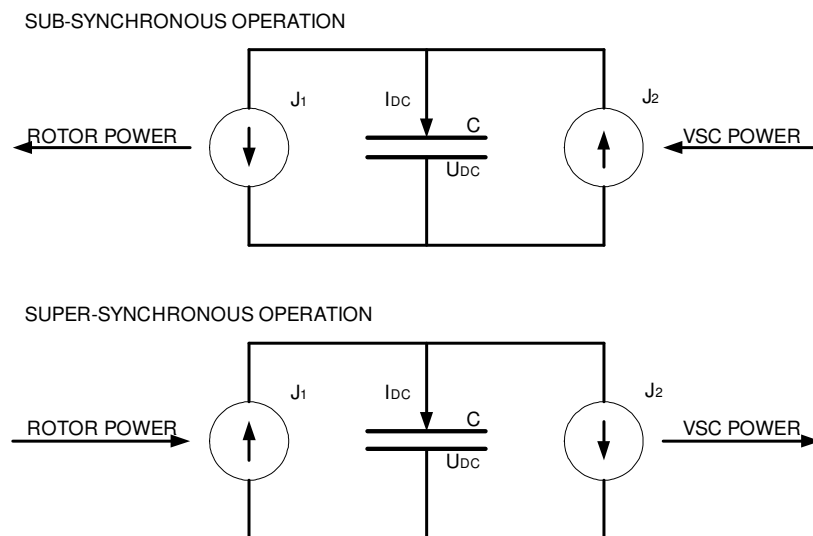 SUB-SYNCHRONOUS OPERATION
J1
IDC
J2
ROTOR POWER
C
VSC POWER
UDC
SUPER-SYNCHRONOUS OPERATION
J1
IDC
J2
ROTOR POWER
C
VSC POWER
UDC